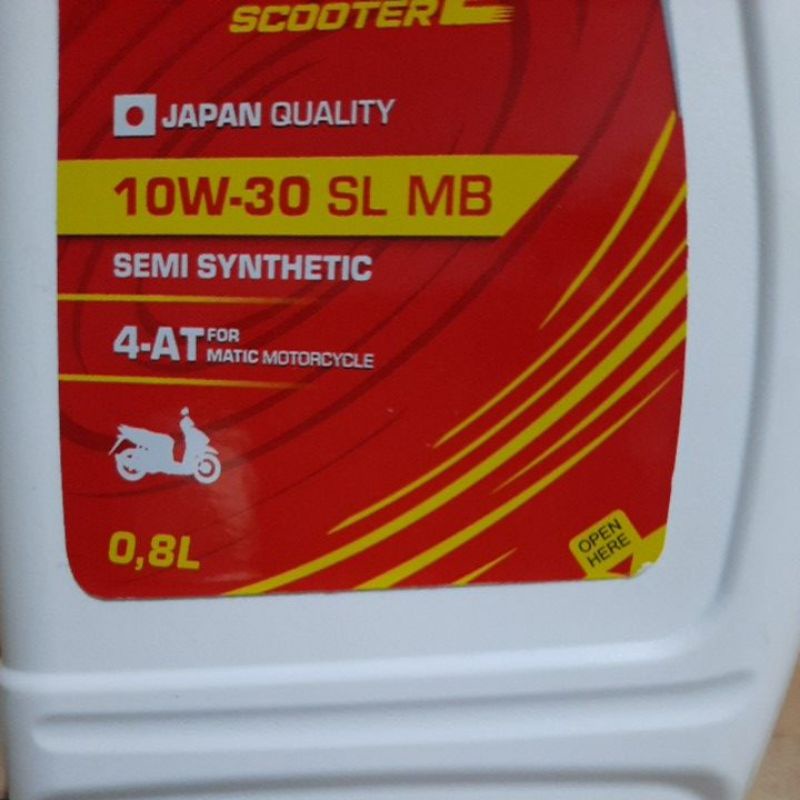 SCOOTER
JAPAN QUALITY
10W-30 SL MB
SEMI SYNTHETIC
4-AT FOR
MATIC MOTORCYCLE
0,8L
OPEN
HERE